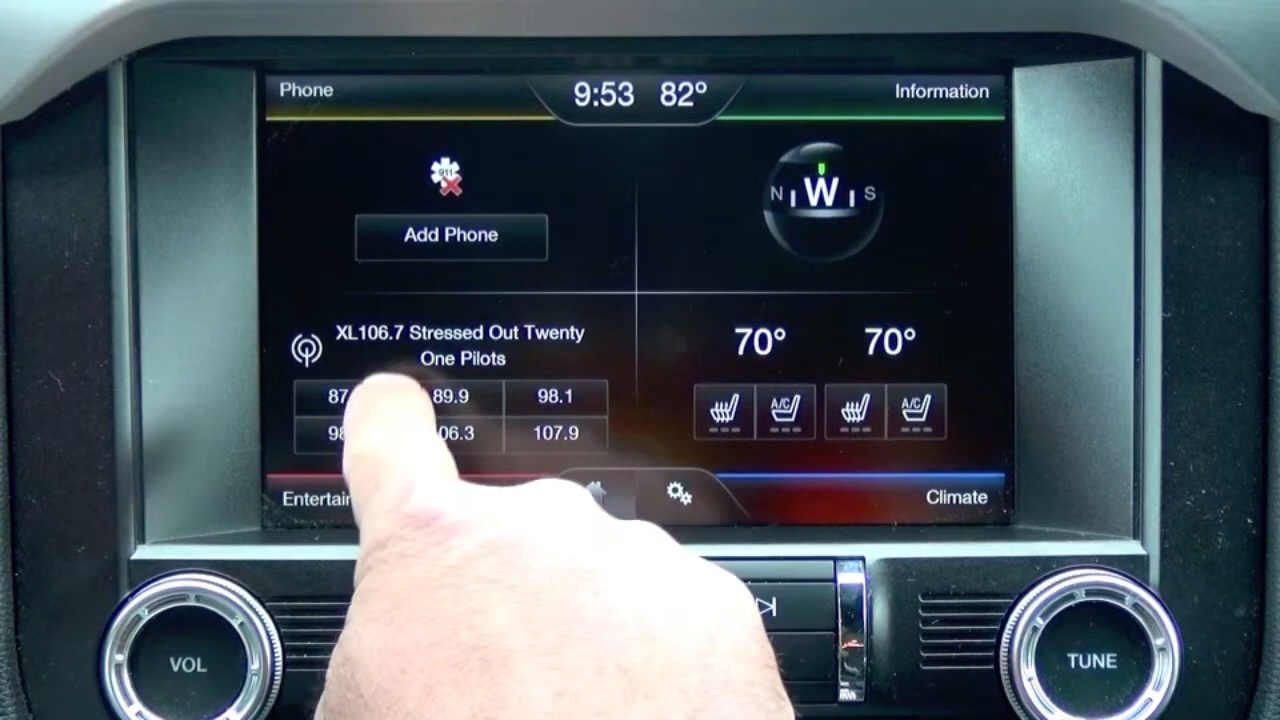 Phone
9:53 82°
Information
911
Add Phone
N W S
XL106.7 Stressed Out Twenty
One Pilots
70° 70°
89.9 98.1
107.9
A/C A/C
Climate
VOL
TUNE